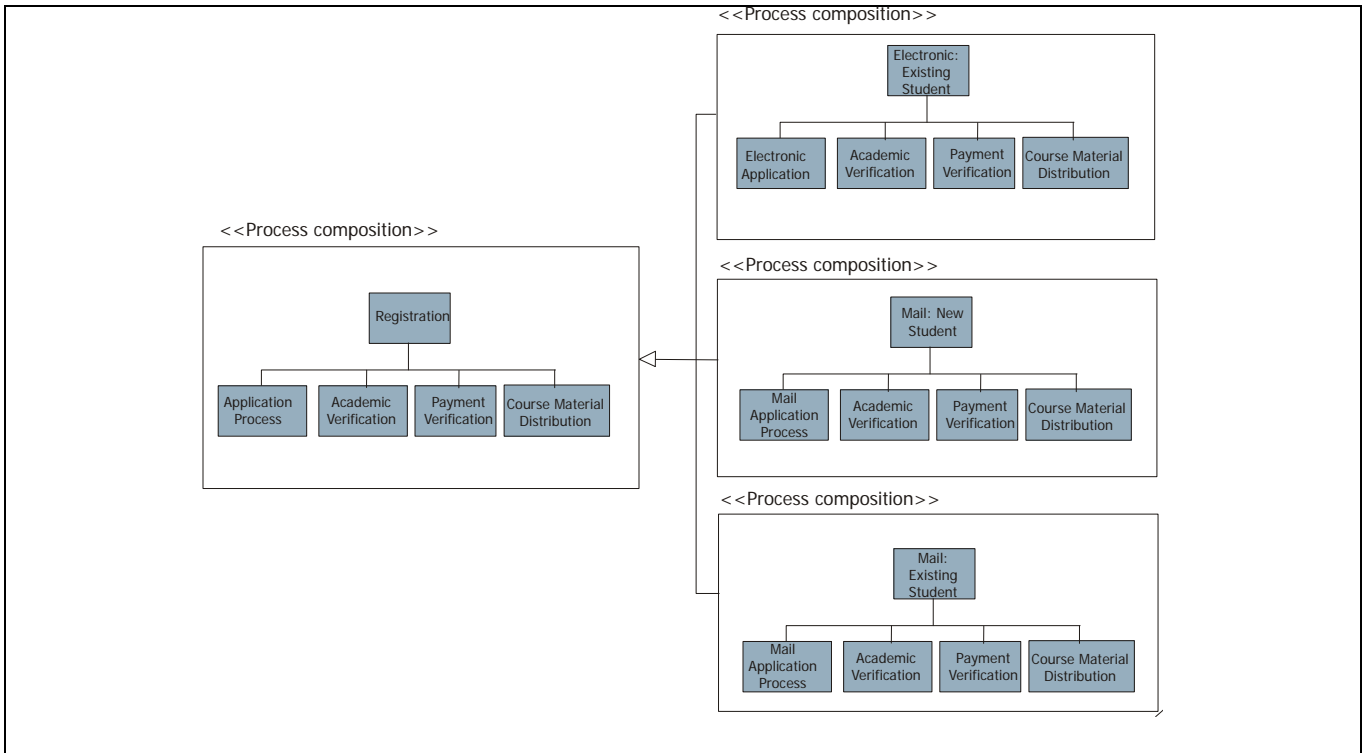 <<Process composition>>
Electronic:
Existing
Student
Electronic
Application
Academic
Verification
Payment
Verification
Course Material
Distribution
<<Process composition>>
Registration
Application
Process
Academic
Verification
Payment
Verification
Course Material
Distribution
<<Process composition>>
Mail: New
Student
Mail
Application
Process
Academic
Verification
Payment
Verification
Course Material
Distribution
<<Process composition>>
Mail:
Existing
Student
Mail
Application
Process
Academic
Verification
Payment
Verification
Course Material
Distribution